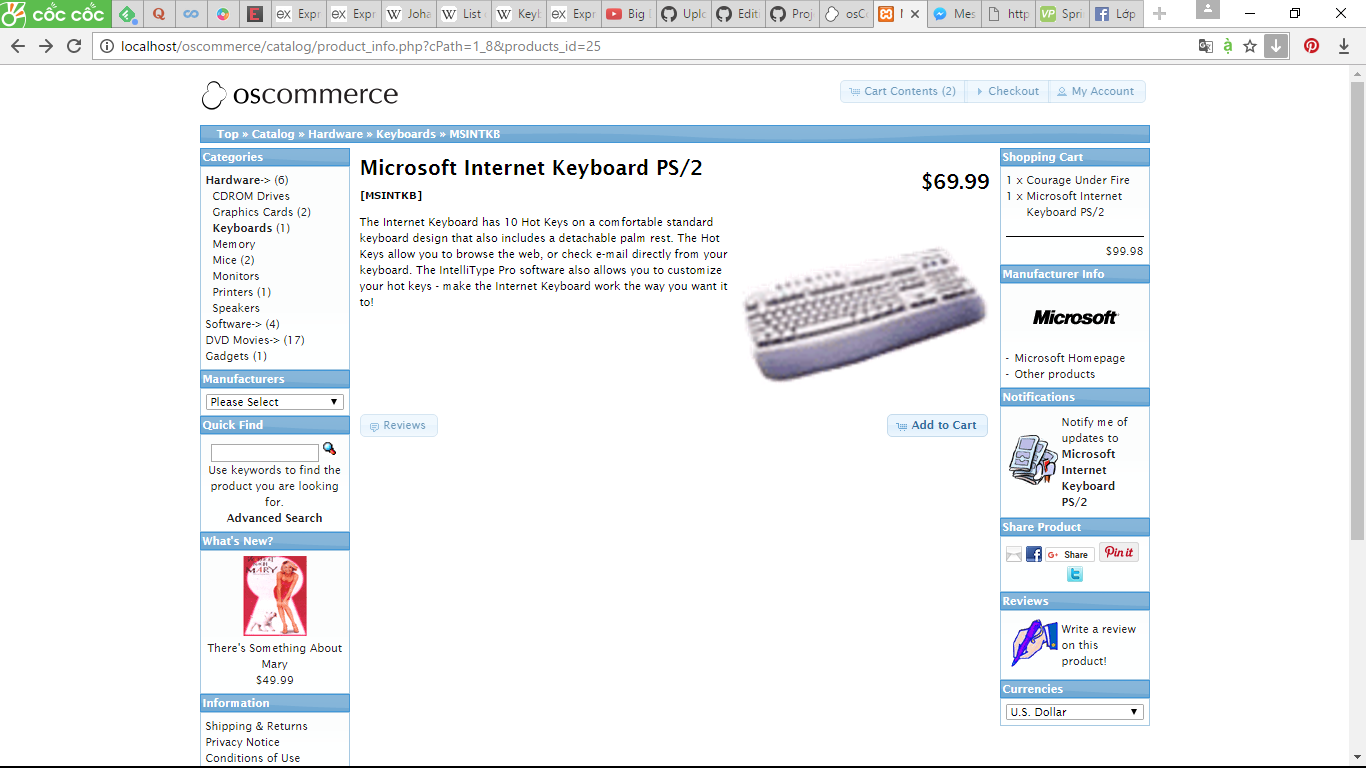 cốc cốc
Q
E
ex Expr
ex Expr
W Joha
W List o
W Keyb
ex Expr
Big
Uplo
Edit
Proj
osCo
Mes
http
VP Spri
f Lớp
localhost/oscommerce/catalog/product_info.php?cPath=1_8&products_id=25
oscommerce
Cart Contents (2)
Checkout
My Account
Top » Catalog » Hardware » Keyboards » MSINTKB
Categories
Hardware-> (6)
CDROM Drives
Graphics Cards (2)
Keyboards (1)
Memory
Mice (2)
Monitors
Printers (1)
Speakers
Software-> (4)
DVD Movies-> (17)
Gadgets (1)
Manufacturers
Please Select
Quick Find
Use keywords to find the
product you are looking
for.
Advanced Search
What's New?
MARY
There's Something About
Mary
$49.99
Information
Shipping & Returns
Privacy Notice
Conditions of Use
Microsoft Internet Keyboard PS/2
$69.99
[MSINTKB]
The Internet Keyboard has 10 Hot Keys on a comfortable standard
keyboard design that also includes a detachable palm rest. The Hot
Keys allow you to browse the web, or check e-mail directly from your
keyboard. The IntelliType Pro software also allows you to customize
your hot keys - make the Internet Keyboard work the way you want it
to!
Reviews
Add to Cart
Shopping Cart
1 x Courage Under Fire
1 x Microsoft Internet
Keyboard PS/2
$99.98
Manufacturer Info
Microsoft
- Microsoft Homepage
- Other products
Notifications
Notify me of
updates to
Microsoft
Internet
Keyboard
PS/2
Share Product
f
G+ Share
Pin it
t
Reviews
Write a review
on this
product!
Currencies
U.S. Dollar